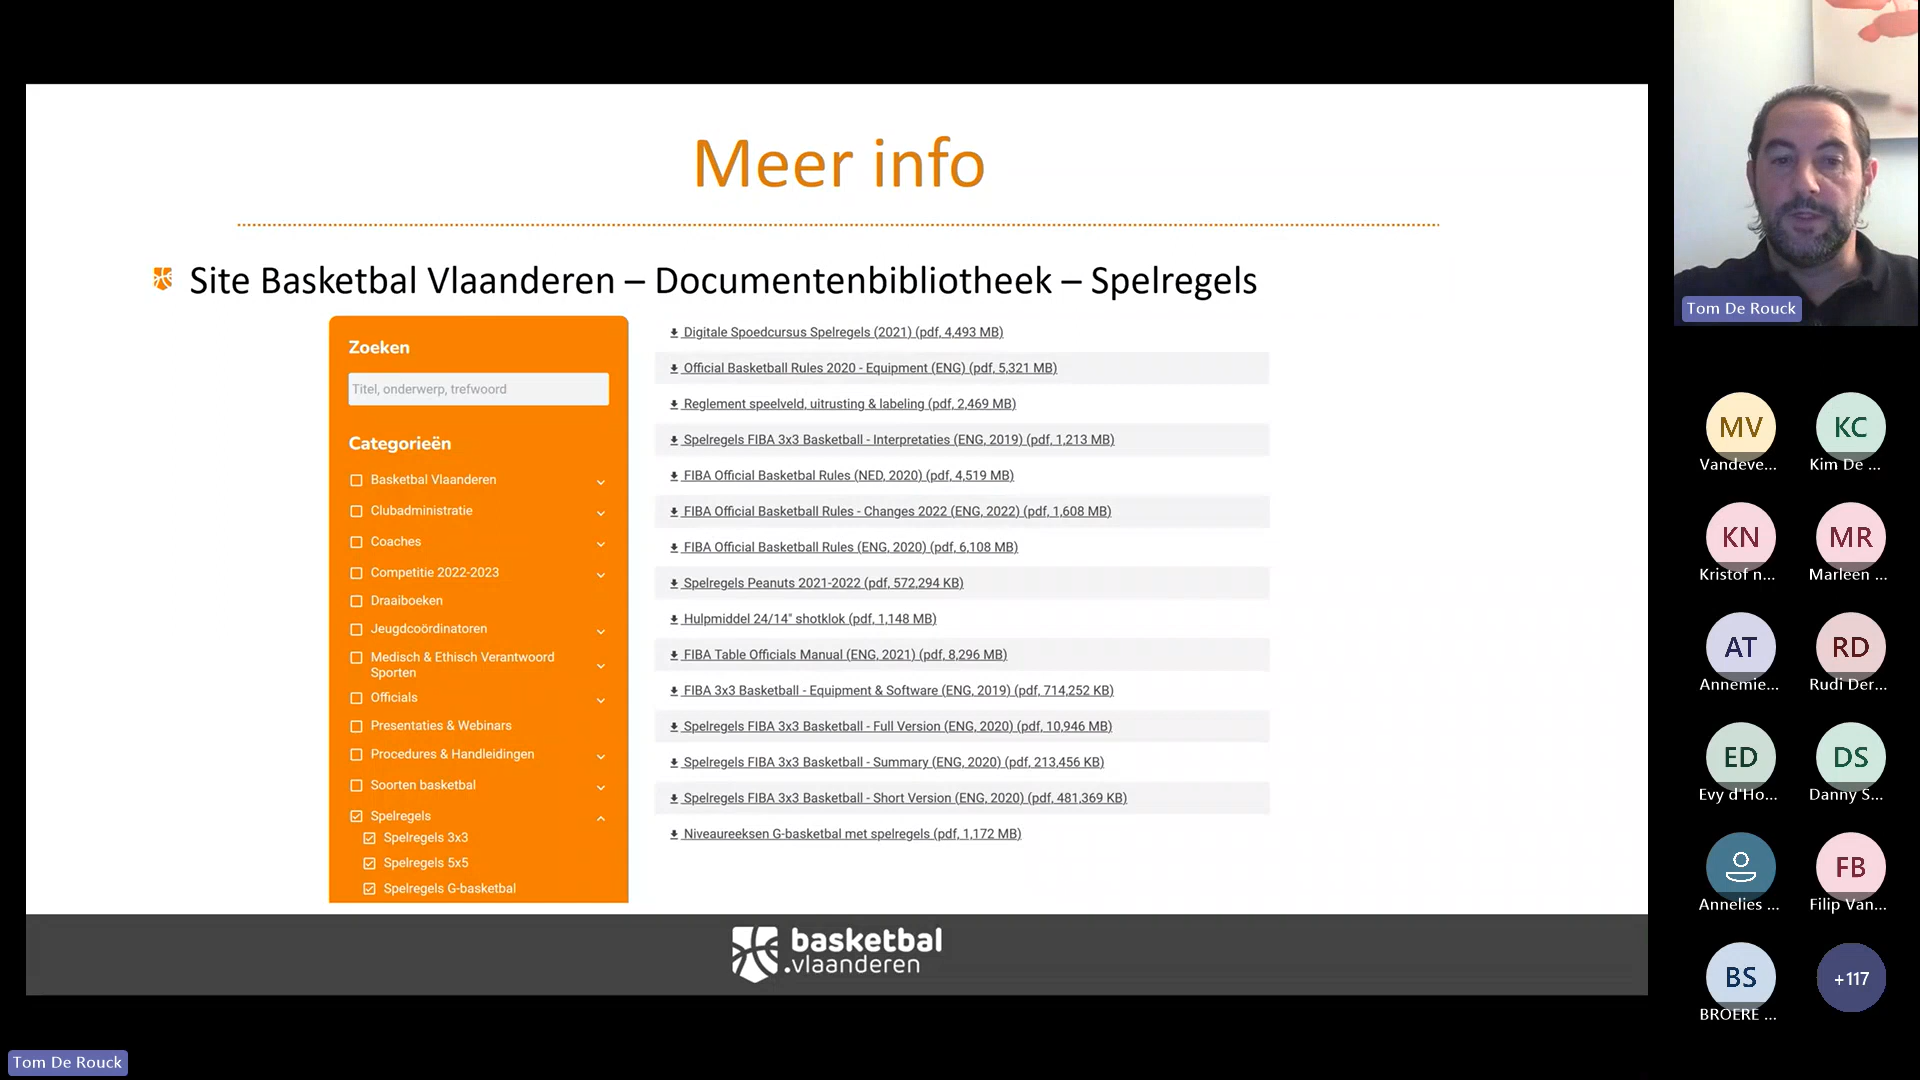 Meer info
Site Basketbal Vlaanderen – Documentenbibliotheek – Spelregels
Zoeken
Titel, onderwerp, trefwoord
Categorieën
Basketbal Vlaanderen
Clubadministratie
Coaches
Competitie 2022-2023
Draaiboeken
Jeugdcoördinatoren
Medisch & Ethisch Verantwoord
Sporten
Officials
Presentaties & Webinars
Procedures & Handleidingen
Soorten basketbal
Spelregels
Spelregels 3x3
Spelregels 5x5
Spelregels G-basketbal
Digitale Spoedcursus Spelregels (2021) (pdf, 4,493 MB)
Official Basketball Rules 2020 - Equipment (ENG) (pdf, 5,321 MB)
Reglement speelveld, uitrusting & labeling (pdf, 2,469 MB)
Spelregels FIBA 3x3 Basketball - Interpretaties (ENG, 2019) (pdf, 1,213 MB)
FIBA Official Basketbal Rules (NED, 2020) (pdf, 4,519 MB)
FIBA Official Basketball Rules - Changes 2022 (ENG, 2022) (pdf, 1,608 MB)
FIBA Official Basketball Rules (ENG, 2020) (pdf, 6,108 MB)
Spelregels Peanuts 2021-2022 (pdf, 572,294 KB)
Hulpmiddel 24/14" shotklok (pdf, 1,148 MB)
FIBA Table Officials Manual (ENG, 2021) (pdf, 8,296 MB)
FIBA 3x3 Basketball - Equipment & Software (ENG, 2019) (pdf, 714,252 KB)
Spelregels FIBA 3x3 Basketball - Full Version (ENG, 2020) (pdf, 10,946 MB)
Spelregels FIBA 3x3 Basketball - Summary (ENG, 2020) (pdf, 213,456 KB)
Spelregels FIBA 3x3 Basketball - Short Version (ENG, 2020) (pdf, 481,369 KB)
Niveaureeksen G-basketbal met spelregels (pdf, 1,172 MB)
basketbal
.vlaanderen
Tom De Rouck
Tom De Rouck
MV KC
Vandeve... Kim De ...
KN MR
Kristof n... Marleen ...
AT RD
Annemie... Rudi Der...
ED DS
Evy d'Ho... Danny S...
FB
Annelies ... Filip Van...
BS +117
BROERE ...